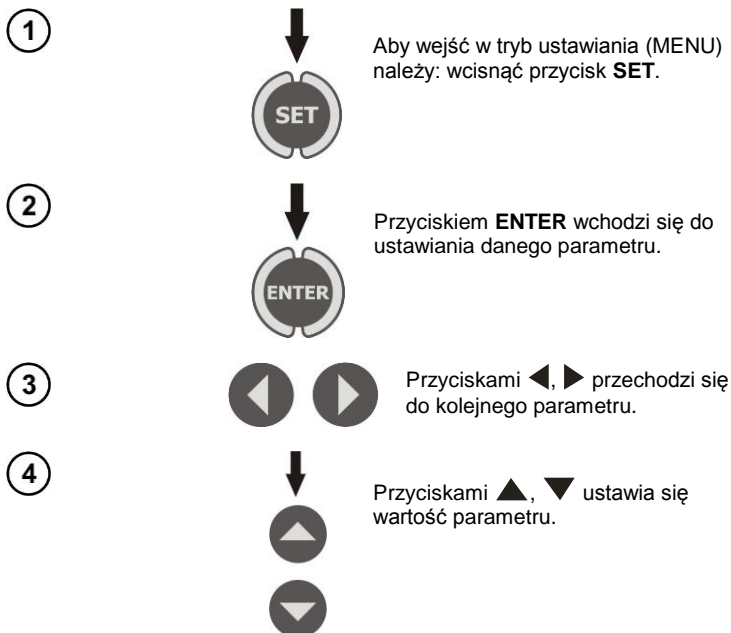 1
Aby wejść w tryb ustawiania (MENU)
należy: wcisnąć przycisk SET.
SET
2
Przyciskiem ENTER wchodzi się do
ustawiania danego parametru.
ENTER
3
Przyciskami ◀, ▶ przechodzi się
do kolejnego parametru.
4
Przyciskami ▲, ▼ ustawia się
wartość parametru.